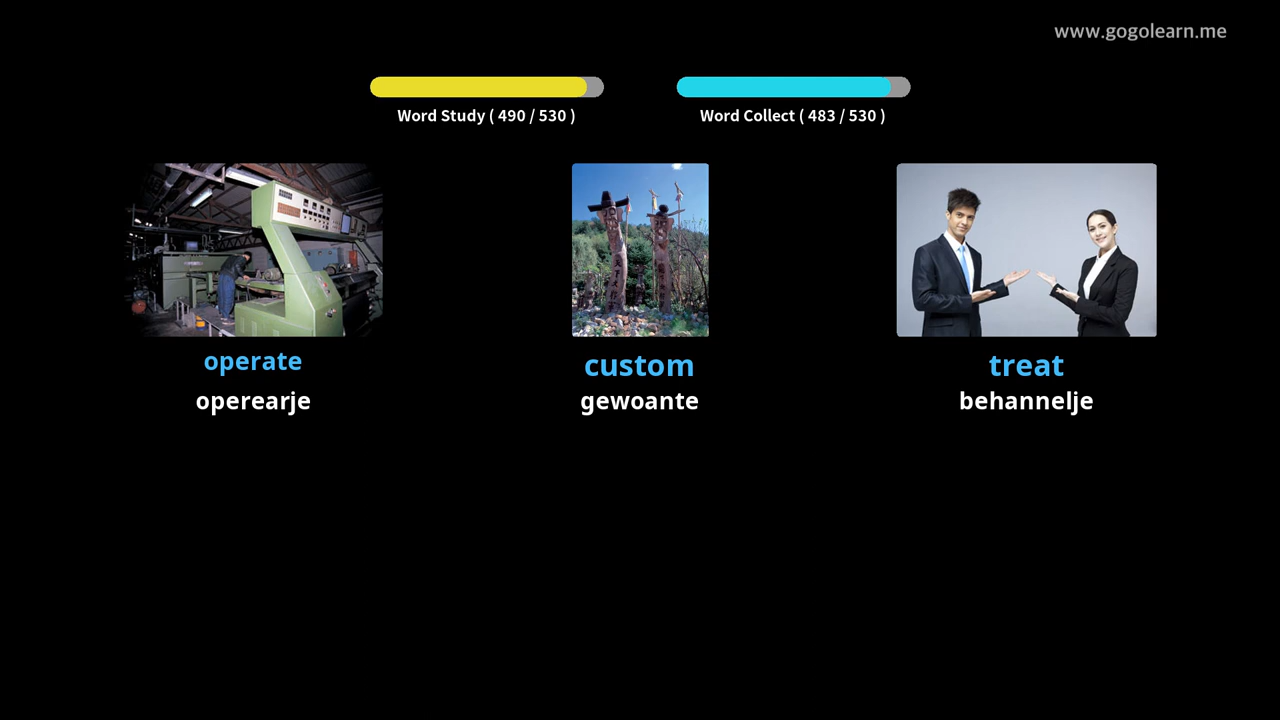 www.gogolearn.me
Word Study ( 490 / 530 )
Word Collect ( 483 / 530 )
operate
custom
treat
operearje
gewoante
behannelje